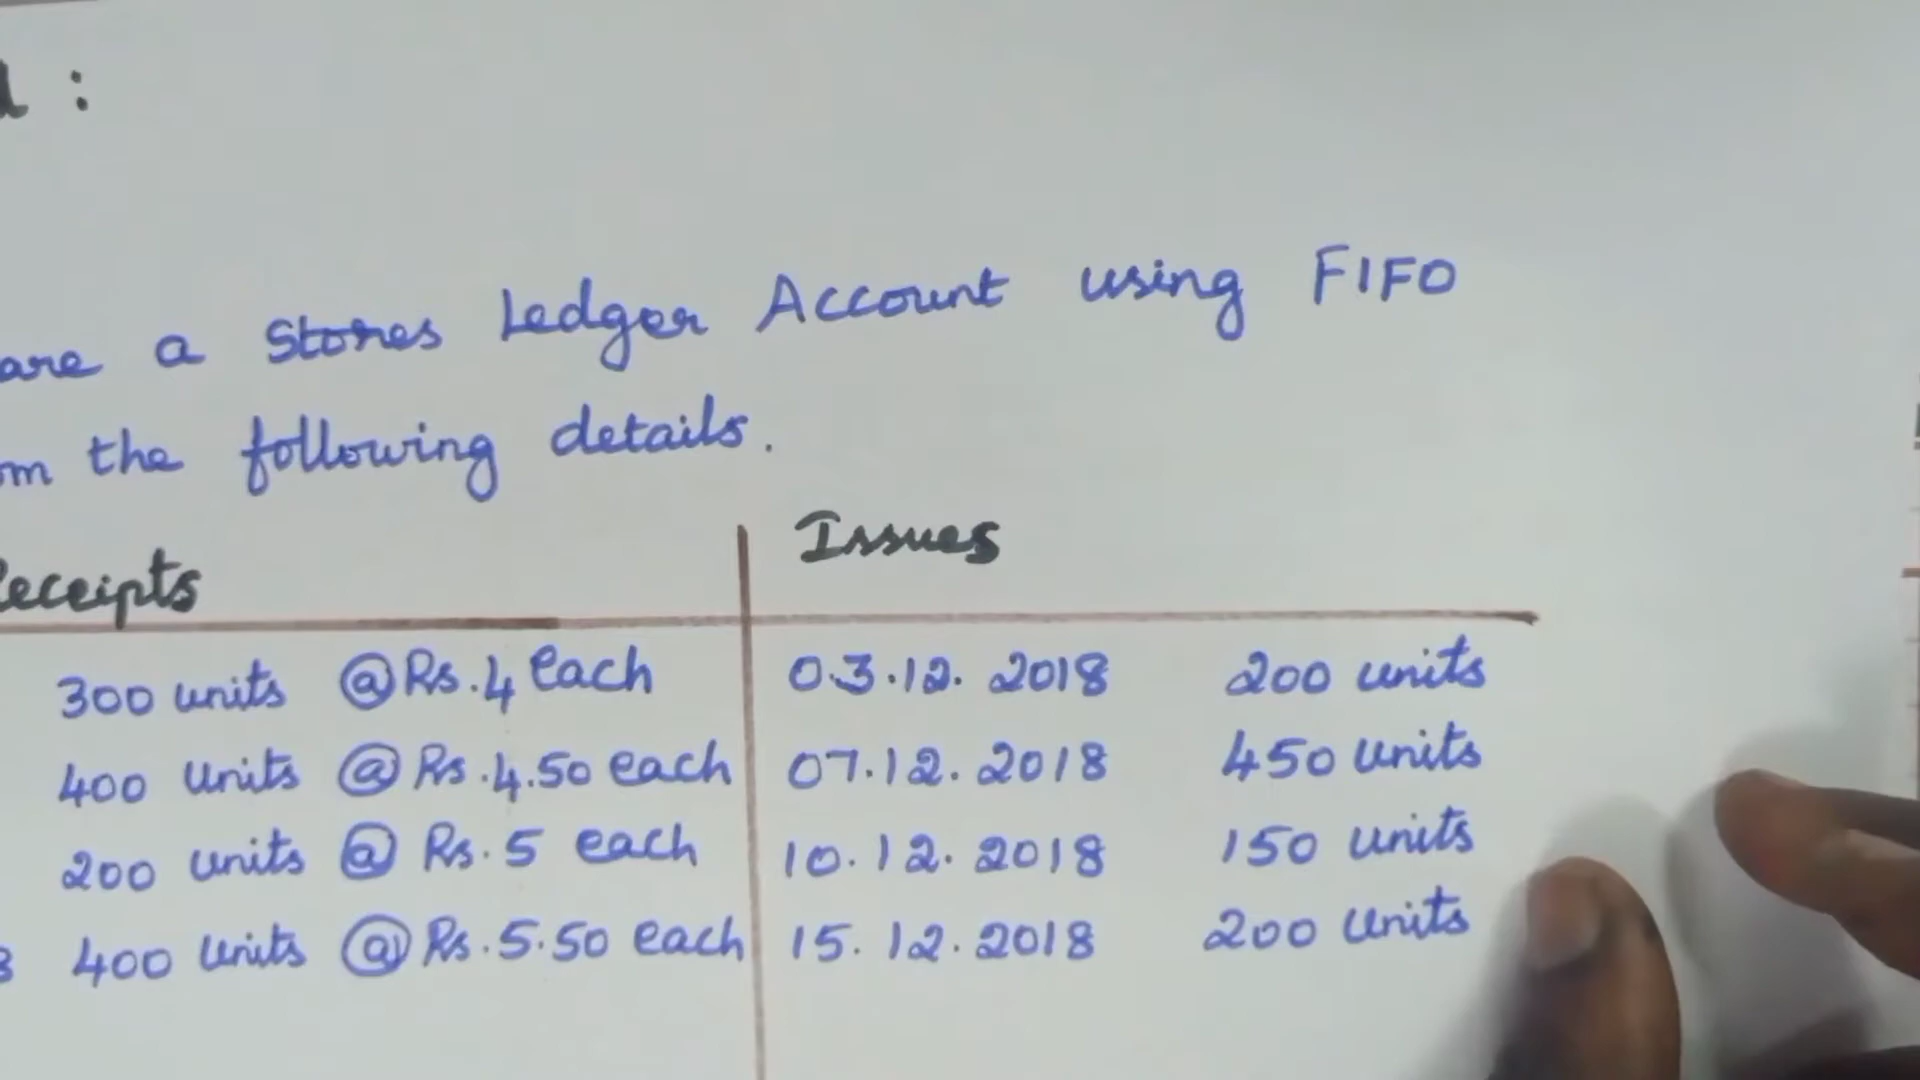 a Stores Ledger Account using FIFO
the following details.
Receipts Issues
300 units @ Rs.4 each 03.12.2018 200 units
400 units @ Rs.4.50 each 07.12.2018 450 units
200 units @ Rs.5 each 10.12.2018 150 units
400 units @ Rs.5.50 each 15.12.2018 200 units